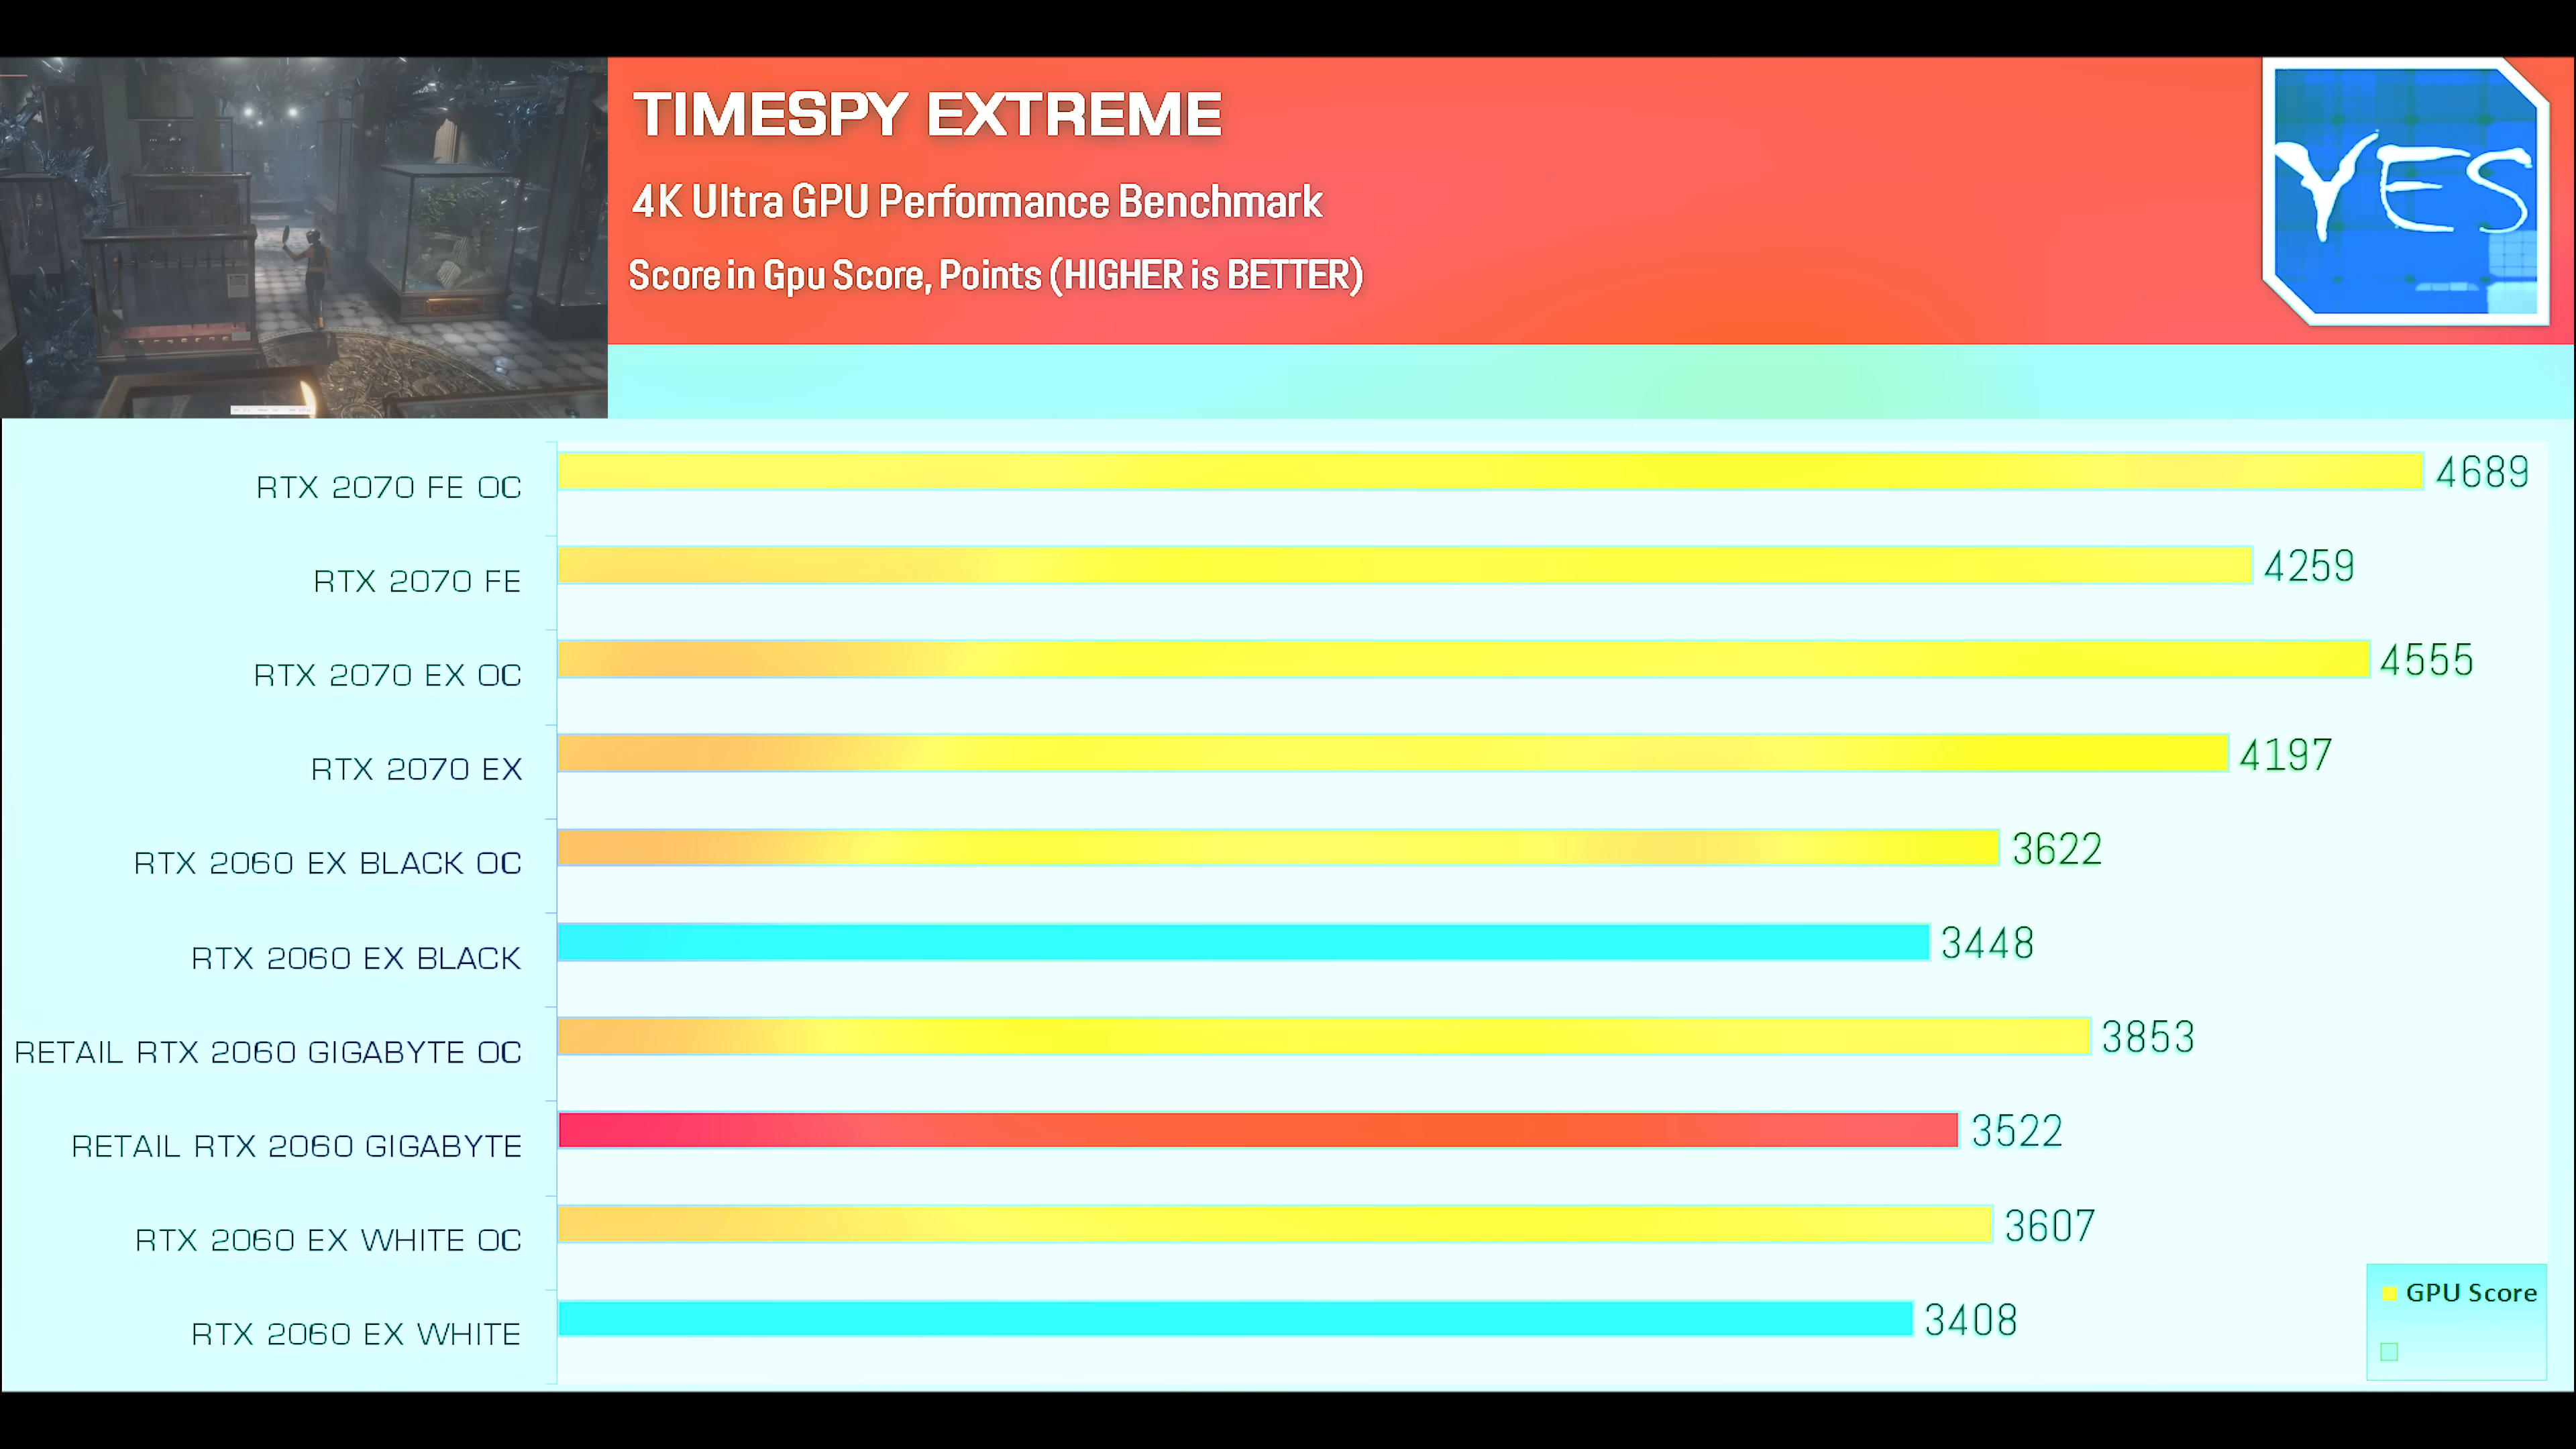 TIMESPY EXTREME
4K Ultra GPU Performance Benchmark
Score in Gpu Score, Points (HIGHER is BETTER)
YES
RTX 2070 FE OC 4689
RTX 2070 FE 4259
RTX 2070 EX OC 4555
RTX 2070 EX 4197
RTX 2060 EX BLACK OC 3622
RTX 2060 EX BLACK 3448
RETAIL RTX 2060 GIGABYTE OC 3853
RETAIL RTX 2060 GIGABYTE 3522
RTX 2060 EX WHITE OC 3607
RTX 2060 EX WHITE 3408
GPU Score